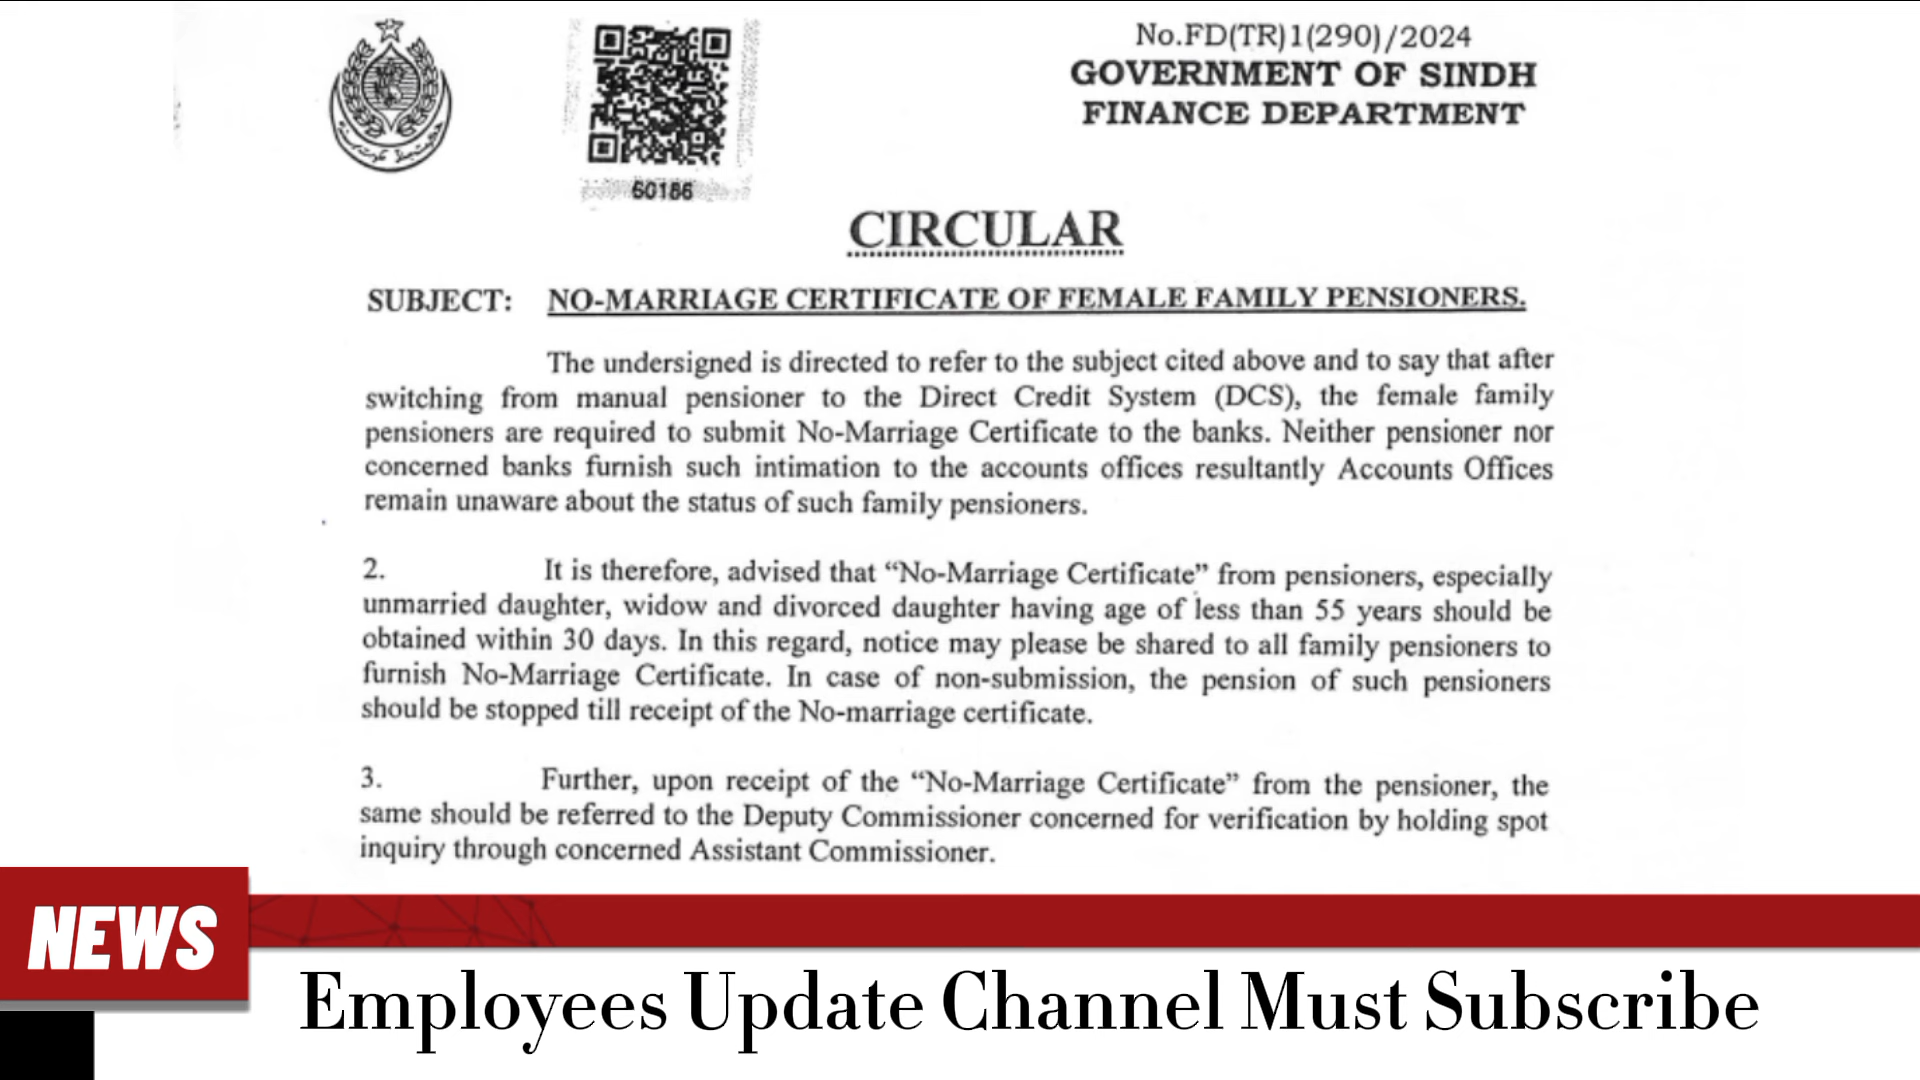 No.FD(TR)1(290)/2024
GOVERNMENT OF SINDH
FINANCE DEPARTMENT
60186
CIRCULAR
SUBJECT: NO-MARRIAGE CERTIFICATE OF FEMALE FAMILY PENSIONERS.
The undersigned is directed to refer to the subject cited above and to say that after
switching from manual pensioner to the Direct Credit System (DCS), the female family
pensioners are required to submit No-Marriage Certificate to the banks. Neither pensioner nor
concerned banks furnish such intimation to the accounts offices resultantly Accounts Offices
remain unaware about the status of such family pensioners.
2. It is therefore, advised that “No-Marriage Certificate” from pensioners, especially
unmarried daughter, widow and divorced daughter having age of less than 55 years should be
obtained within 30 days. In this regard, notice may please be shared to all family pensioners to
furnish No-Marriage Certificate. In case of non-submission, the pension of such pensioners
should be stopped till receipt of the No-marriage certificate.
3. Further, upon receipt of the “No-Marriage Certificate” from the pensioner, the
same should be referred to the Deputy Commissioner concerned for verification by holding spot
inquiry through concerned Assistant Commissioner.
NEWS
Employees Update Channel Must Subscribe